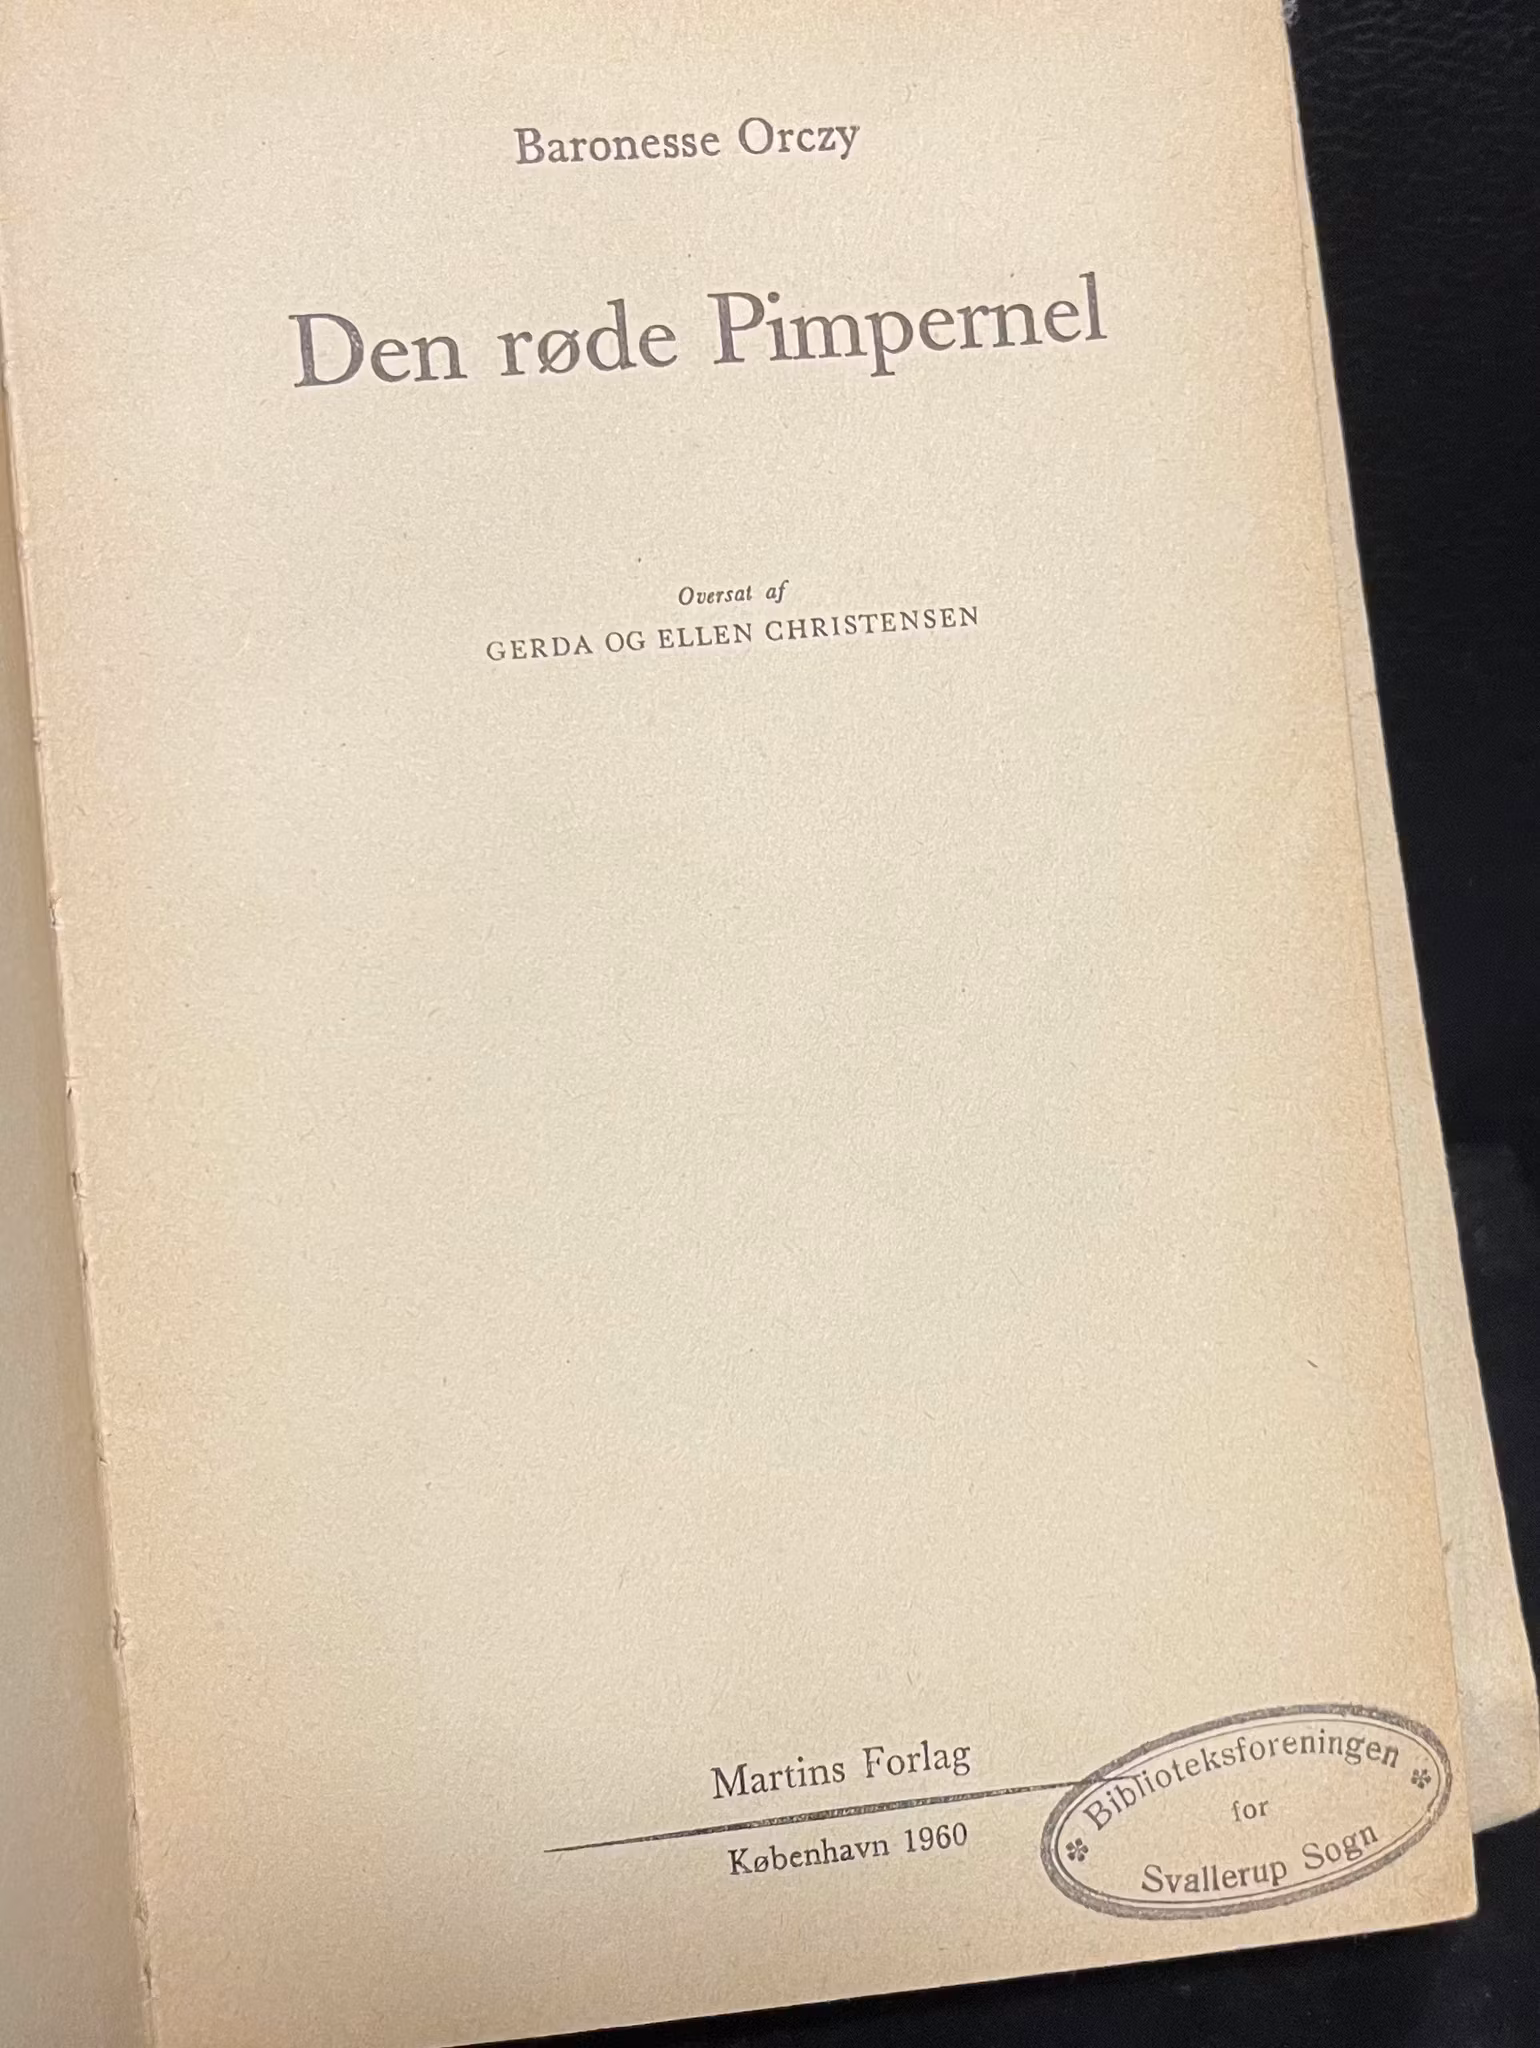 Baronesse Orczy
Den røde Pimpernel
Oversat af
GERDA OG ELLEN CHRISTENSEN
Martins Forlag
København 1960
Biblioteksforeningen
for
Svallerup Sogn